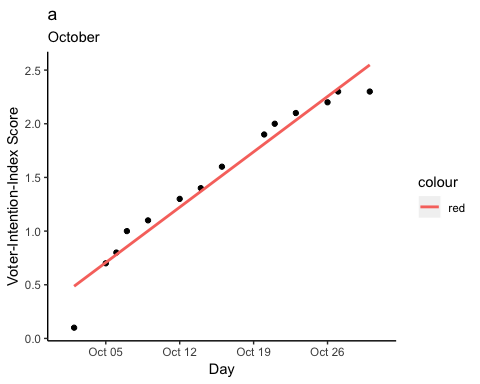 a
October
2.5
2.0
1.5
1.0
0.5
0.0
Voter-Intention-Index Score
Oct 05 Oct 12 Oct 19 Oct 26
Day
colour
red